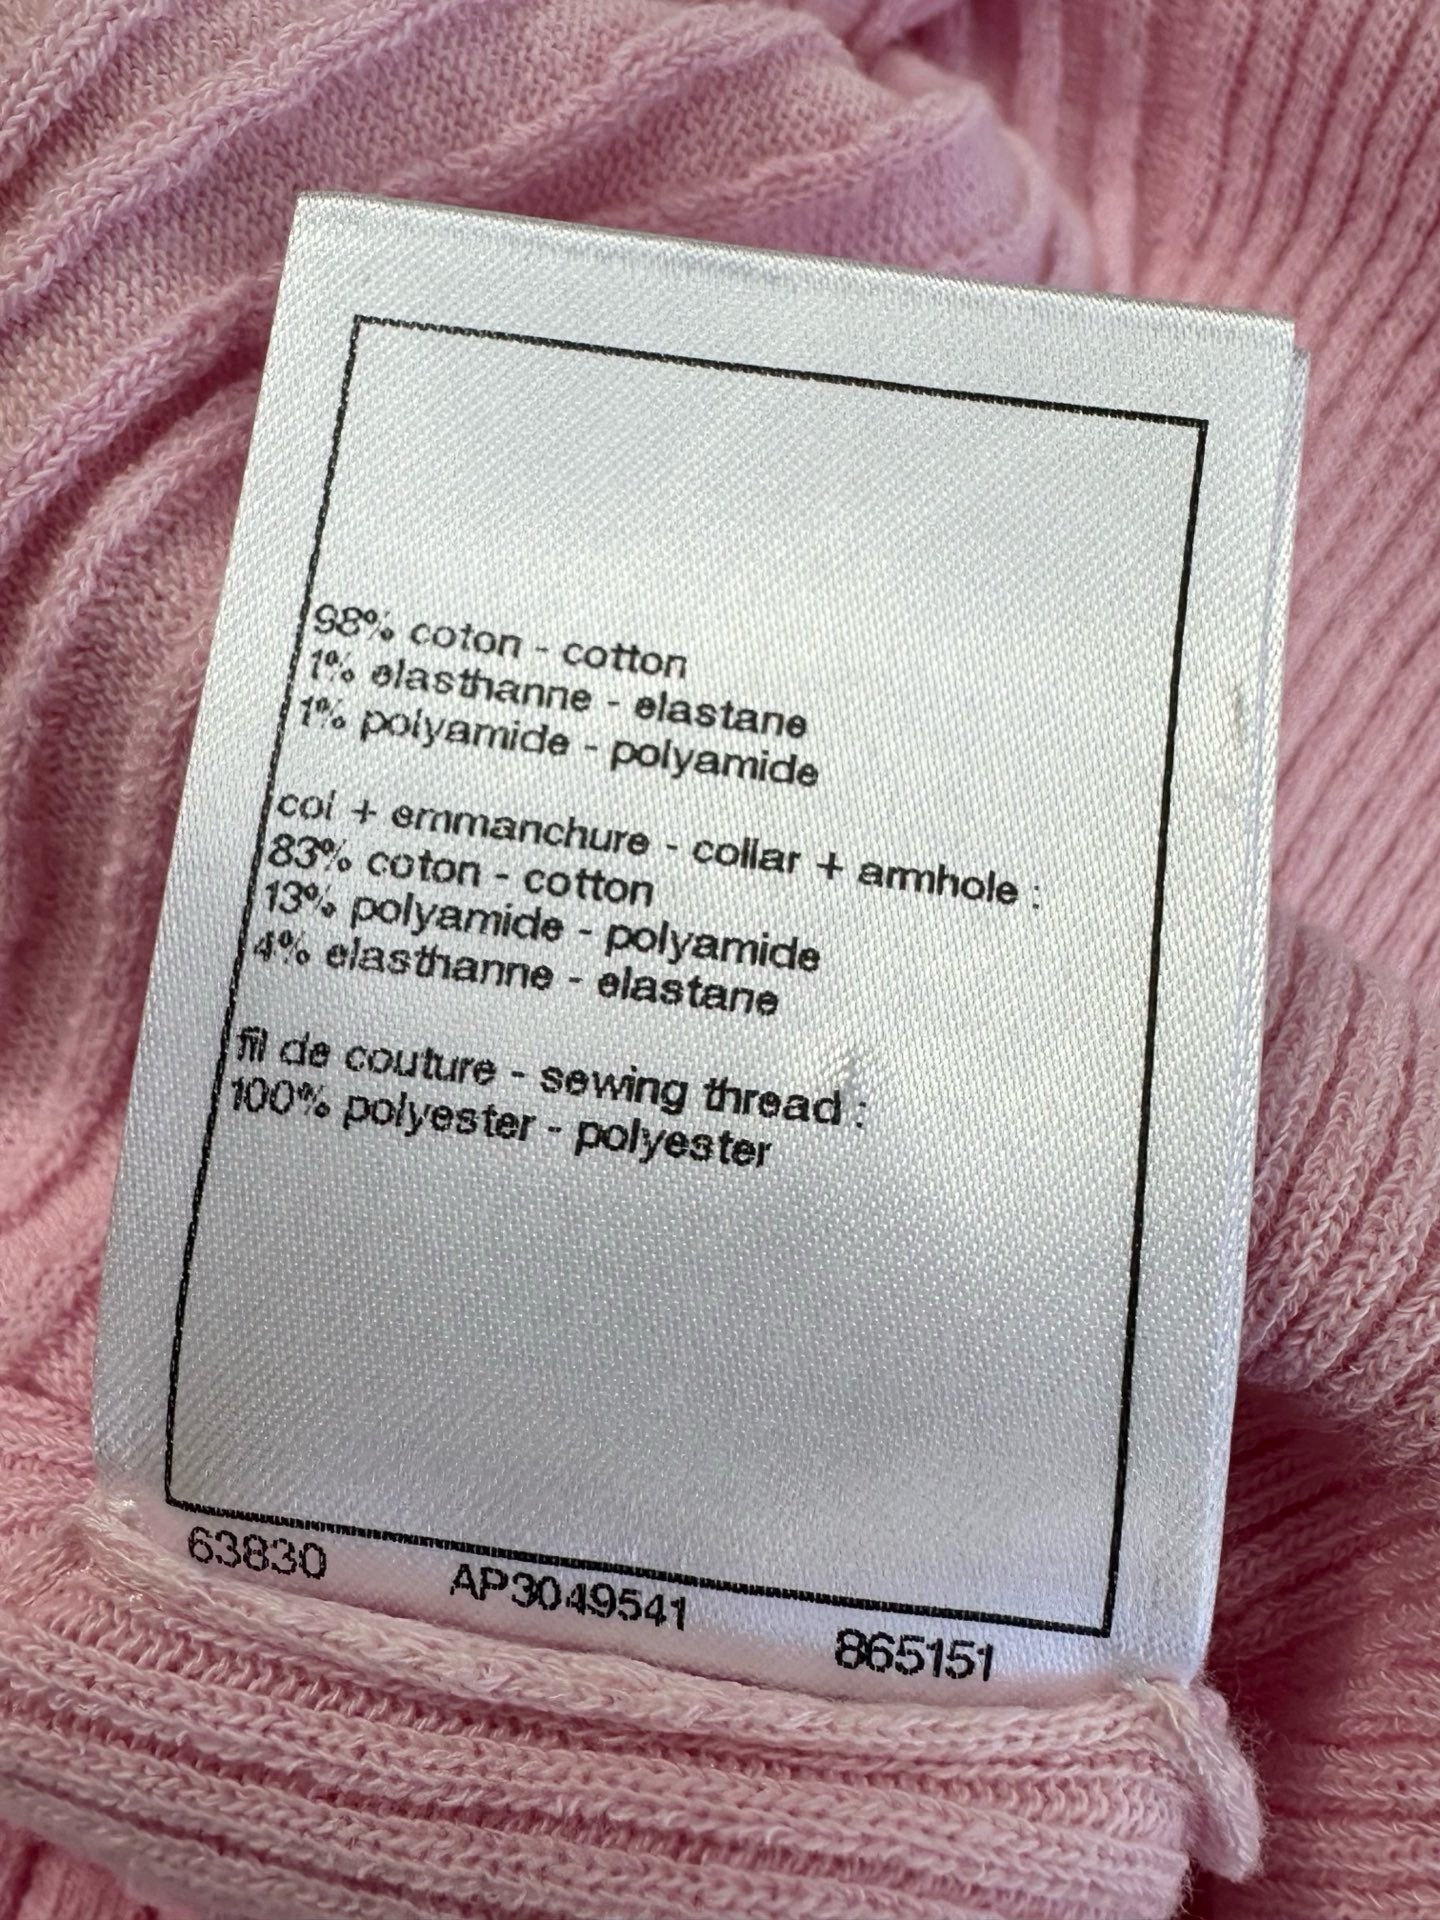 98% coton - cotton
1% elasthanne - elastane
1% polyamide - polyamide
col + emmanchure - collar + armhole :
83% coton - cotton
13% polyamide - polyamide
4% elasthanne - elastane
fil de couture - sewing thread :
100% polyester - polyester
63830 AP3049541 865151